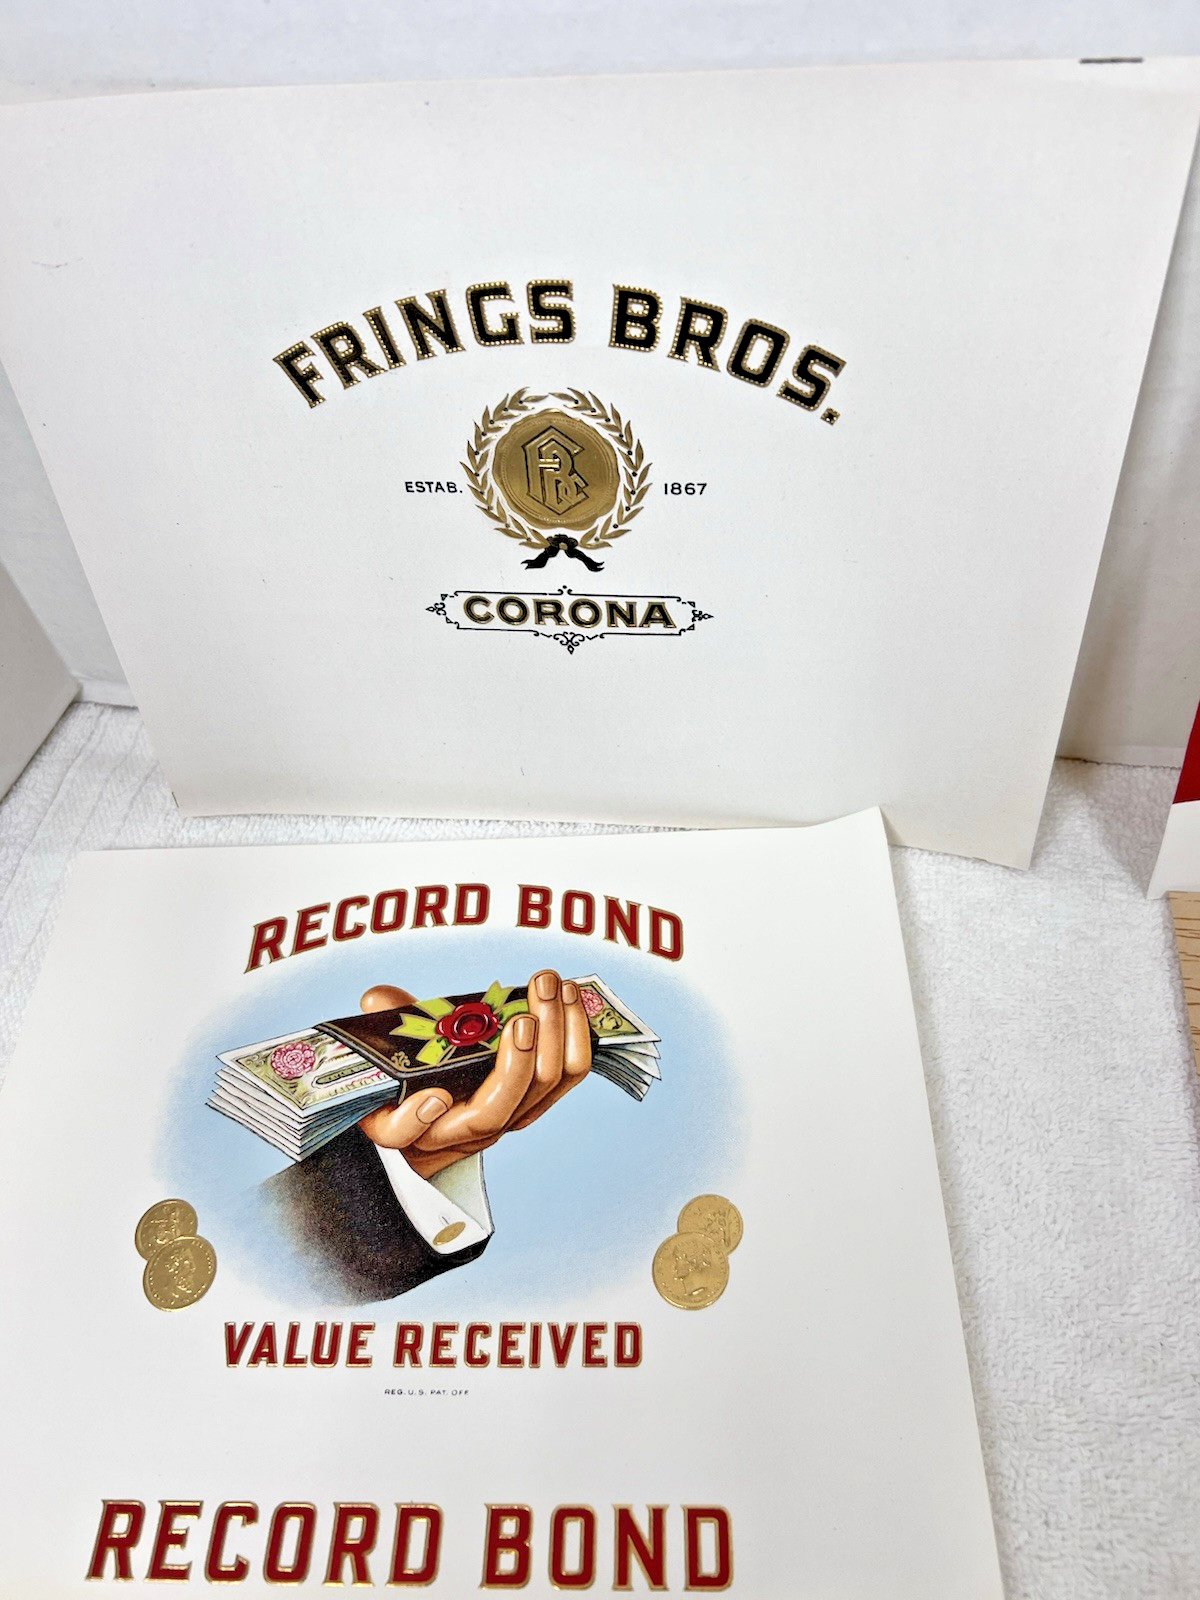 FRINGS BROS.
ESTAB. 1867
CORONA
RECORD BOND
VALUE RECEIVED
REG. U.S. PAT. OFF.
RECORD BOND